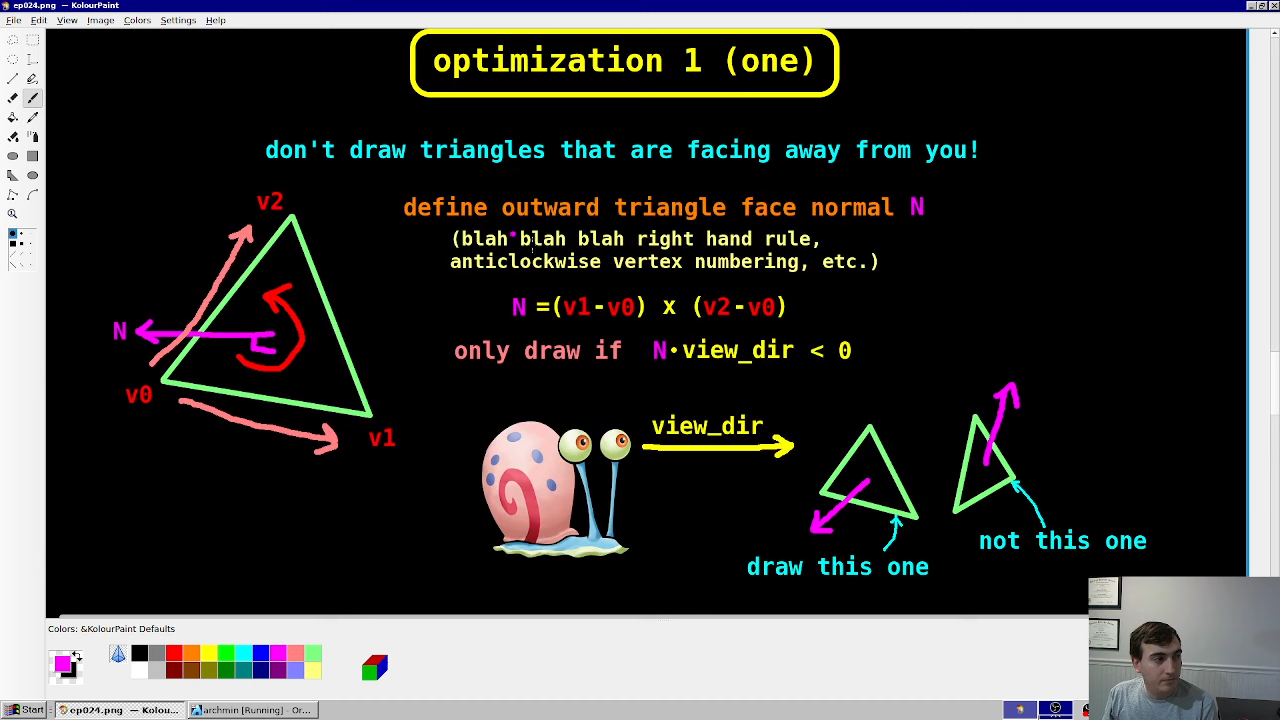 ep024.png — KolourPaint
File Edit View Image Colors Settings Help
optimization 1 (one)
don't draw triangles that are facing away from you!
define outward triangle face normal N
(blah blah blah right hand rule,
anticlockwise vertex numbering, etc.)
N =(v1-v0) x (v2-v0)
only draw if N·view_dir < 0
v2
N
v0
v1
view_dir
draw this one
not this one
Colors: &KolourPaint Defaults
Start
ep024.png — Kolou...
archmin [Running] - Or...